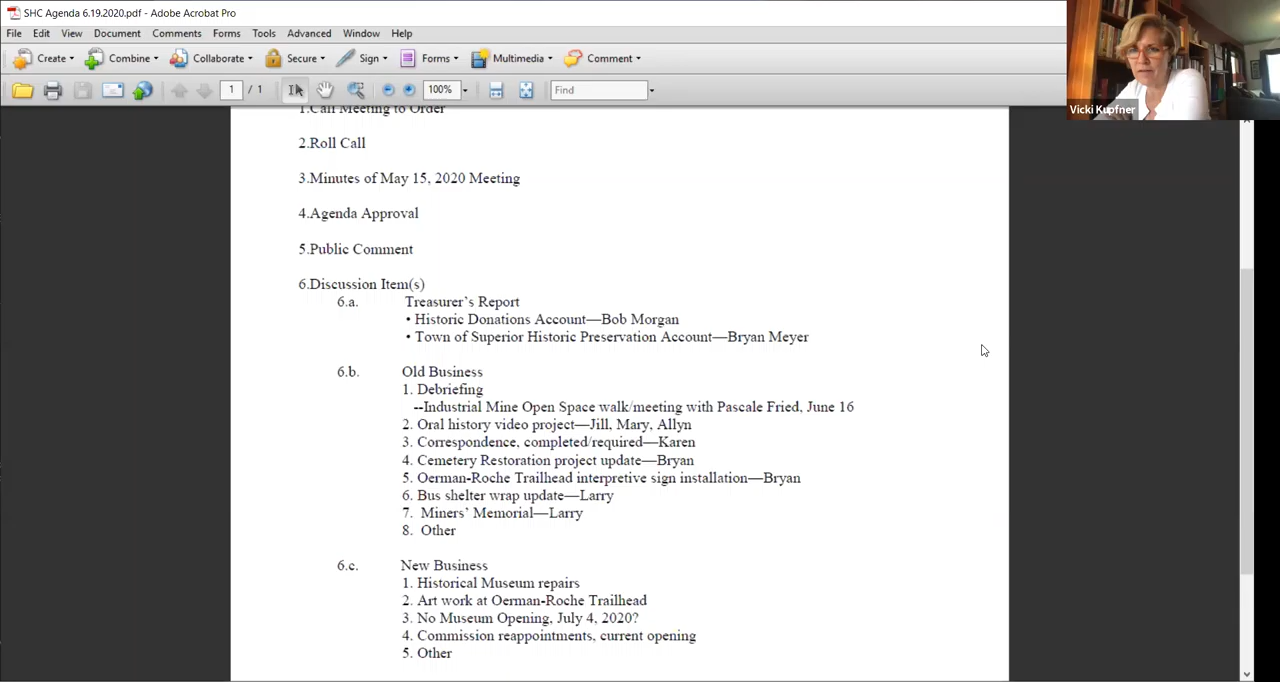 SHC Agenda 6.19.2020.pdf - Adobe Acrobat Pro
File Edit View Document Comments Forms Tools Advanced Window Help
Create Combine Collaborate Secure Sign Forms Multimedia Comment
1 / 1 100% Find
Vicki Kupfner
1.Call Meeting to Order
2.Roll Call
3.Minutes of May 15, 2020 Meeting
4.Agenda Approval
5.Public Comment
6.Discussion Item(s)
6.a. Treasurer’s Report
• Historic Donations Account—Bob Morgan
• Town of Superior Historic Preservation Account—Bryan Meyer
6.b. Old Business
1. Debriefing
--Industrial Mine Open Space walk/meeting with Pascale Fried, June 16
2. Oral history video project—Jill, Mary, Allyn
3. Correspondence, completed/required—Karen
4. Cemetery Restoration project update—Bryan
5. Oerman-Roche Trailhead interpretive sign installation—Bryan
6. Bus shelter wrap update—Larry
7. Miners’ Memorial—Larry
8. Other
6.c. New Business
1. Historical Museum repairs
2. Art work at Oerman-Roche Trailhead
3. No Museum Opening, July 4, 2020?
4. Commission reappointments, current opening
5. Other